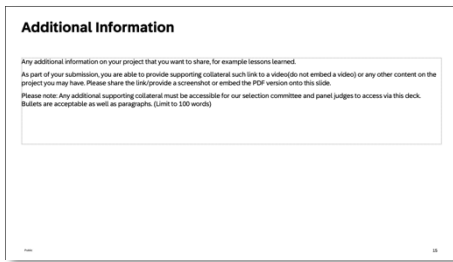 Additional Information
Any additional information on your project that you want to share, for example lessons learned.
As part of your submission, you are able to provide supporting collateral such link to a video(do not embed a video) or any other content on the
project you may have. Please share the link/provide a screenshot or embed the PDF version onto this slide.
Please note: Any additional supporting collateral must be accessible for our selection committee and panel judges to access via this deck.
Bullets are acceptable as well as paragraphs. (Limit to 100 words)